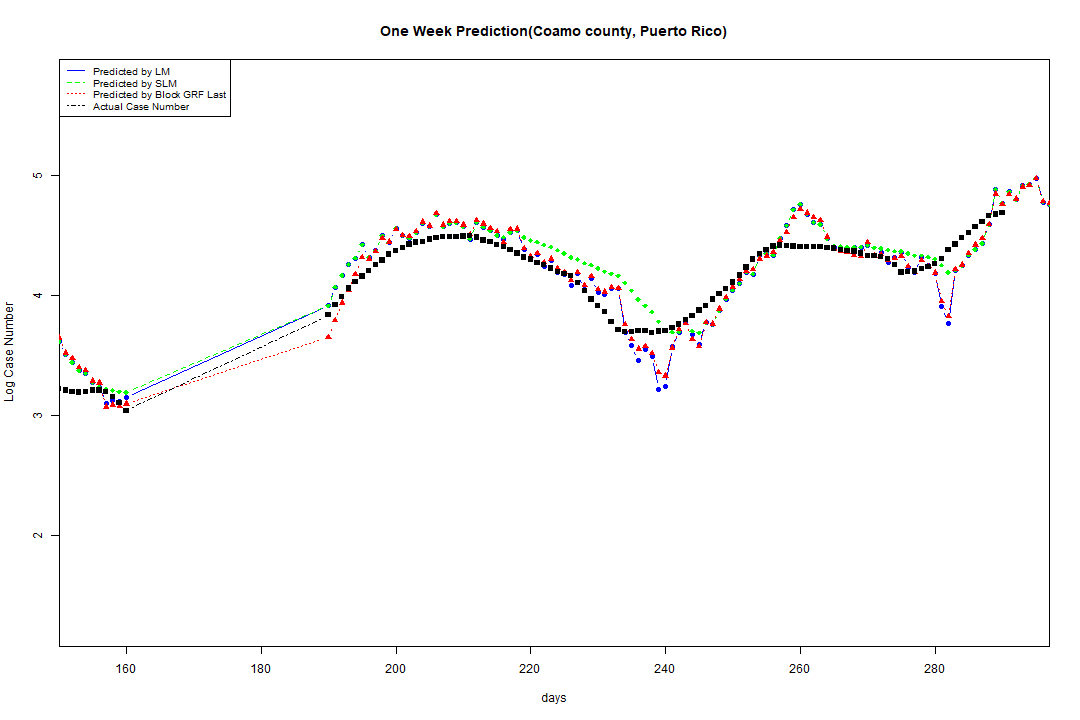 One Week Prediction(Coamo county, Puerto Rico)
Predicted by LM
Predicted by SLM
Predicted by Block GRF Last
Actual Case Number
Log Case Number
5
4
3
2
160 180 200 220 240 260 280
days